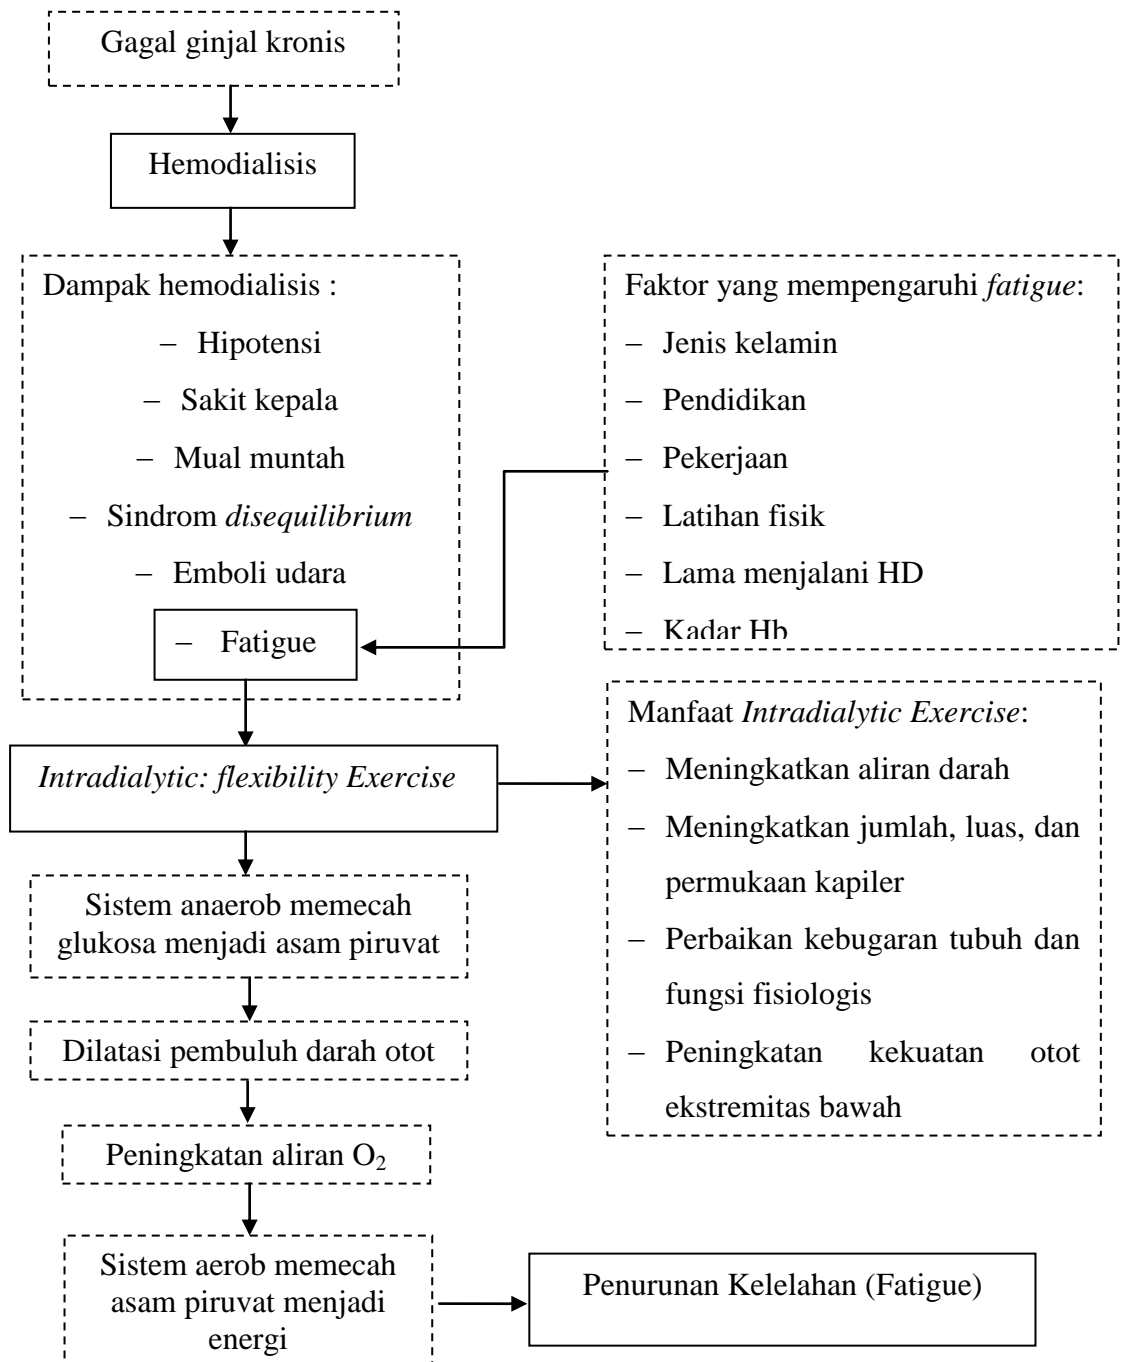 Gagal ginjal kronis
Hemodialisis
Dampak hemodialisis :
– Hipotensi
– Sakit kepala
– Mual muntah
– Sindrom disequilibrium
– Emboli udara
– Fatigue
Faktor yang mempengaruhi fatigue:
– Jenis kelamin
– Pendidikan
– Pekerjaan
– Latihan fisik
– Lama menjalani HD
– Kadar Hb
Intradialytic: flexibility Exercise
Manfaat Intradialytic Exercise:
– Meningkatkan aliran darah
– Meningkatkan jumlah, luas, dan
permukaan kapiler
– Perbaikan kebugaran tubuh dan
fungsi fisiologis
– Peningkatan kekuatan otot
ekstremitas bawah
Sistem anaerob memecah
glukosa menjadi asam piruvat
Dilatasi pembuluh darah otot
Peningkatan aliran O₂
Sistem aerob memecah
asam piruvat menjadi
energi
Penurunan Kelelahan (Fatigue)